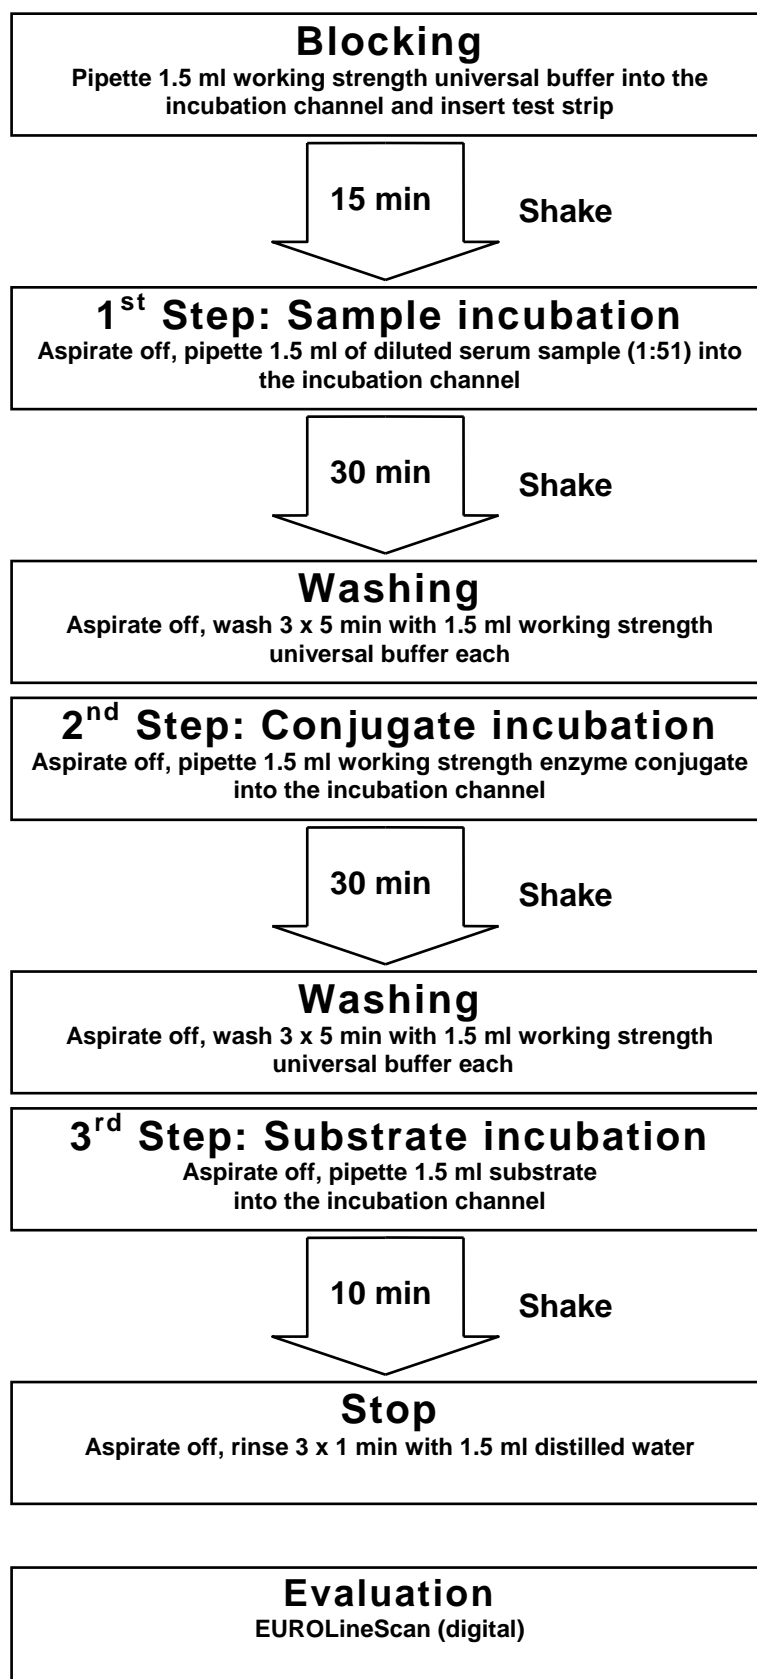 Blocking
Pipette 1.5 ml working strength universal buffer into the
incubation channel and insert test strip
15 min
Shake
1st Step: Sample incubation
Aspirate off, pipette 1.5 ml of diluted serum sample (1:51) into
the incubation channel
30 min
Shake
Washing
Aspirate off, wash 3 x 5 min with 1.5 ml working strength
universal buffer each
2nd Step: Conjugate incubation
Aspirate off, pipette 1.5 ml working strength enzyme conjugate
into the incubation channel
30 min
Shake
Washing
Aspirate off, wash 3 x 5 min with 1.5 ml working strength
universal buffer each
3rd Step: Substrate incubation
Aspirate off, pipette 1.5 ml substrate
into the incubation channel
10 min
Shake
Stop
Aspirate off, rinse 3 x 1 min with 1.5 ml distilled water
Evaluation
EUROLineScan (digital)